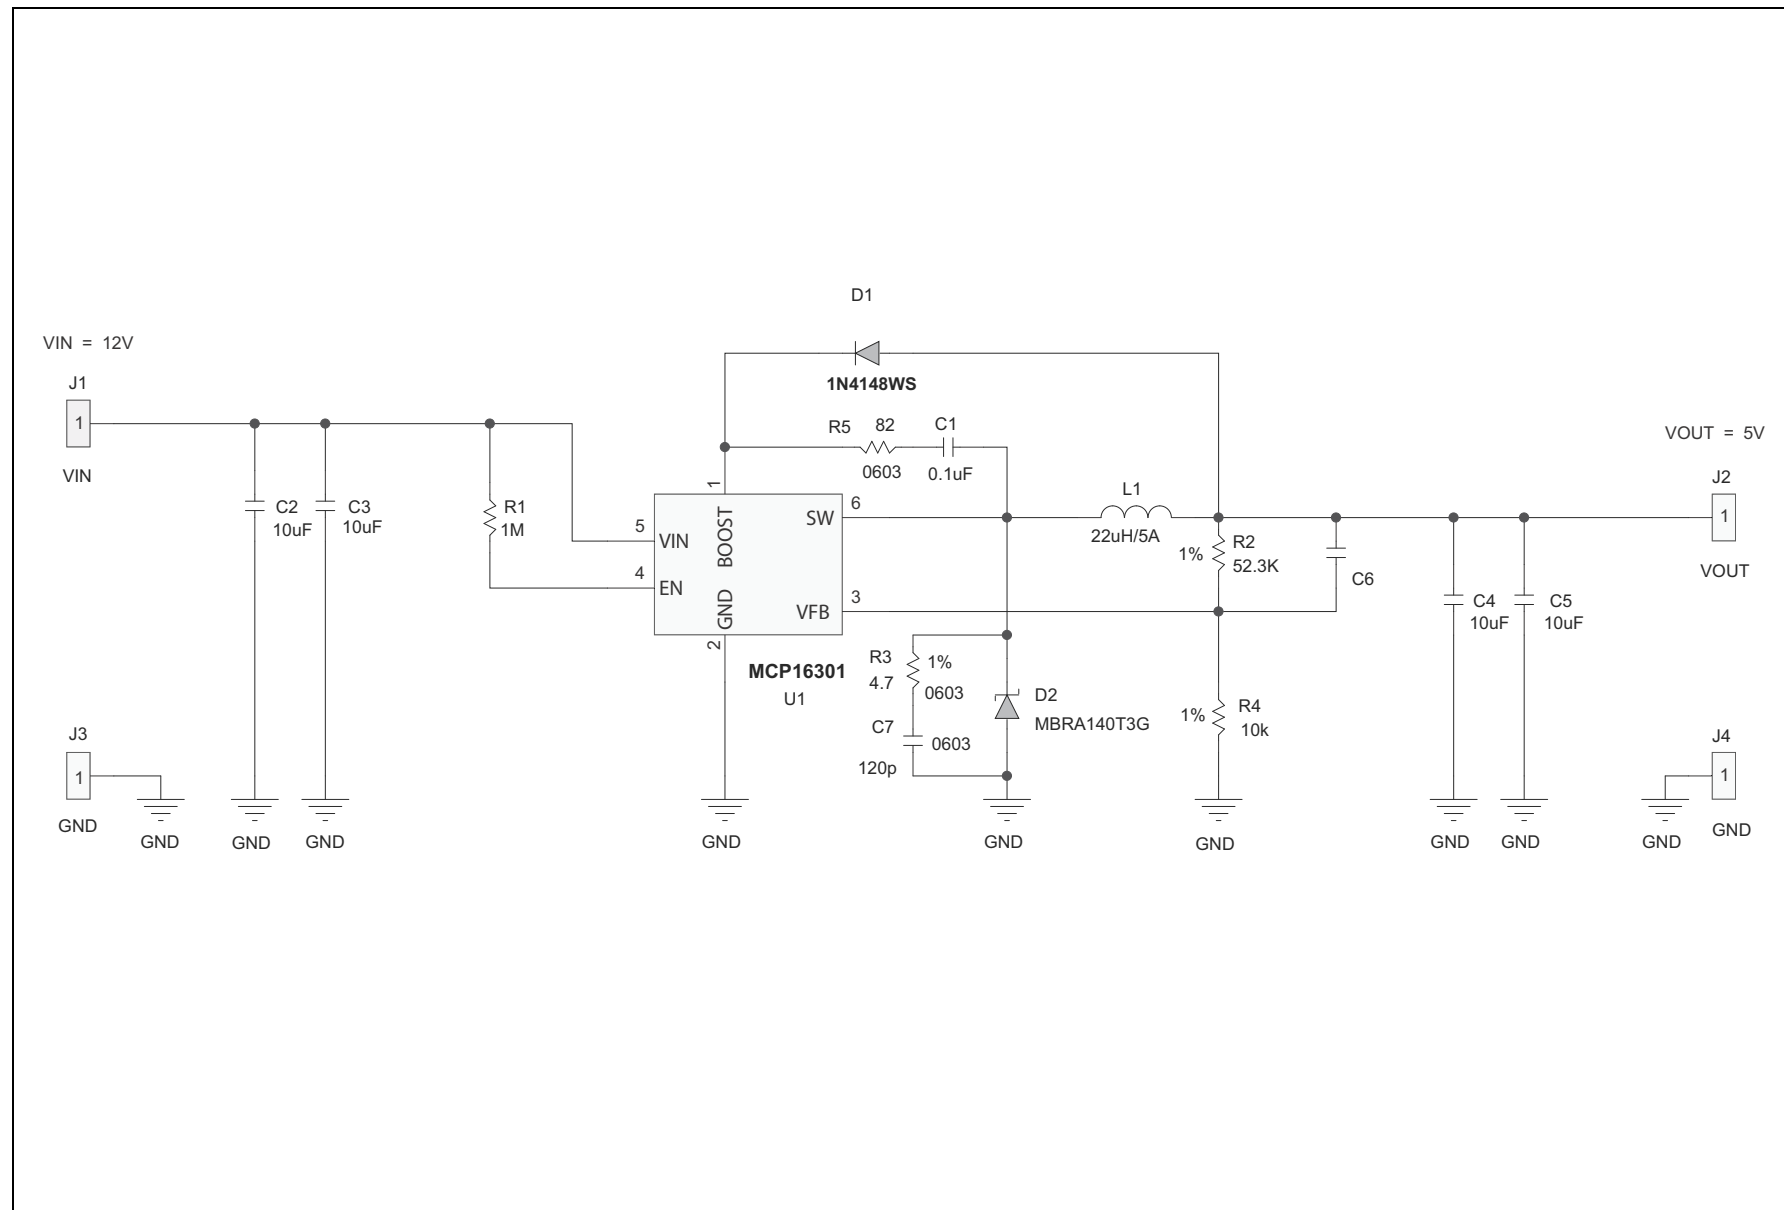 D1
VIN = 12V
1N4148WS
J1
1
VIN
R5 82 C1
0603 0.1uF
VOUT = 5V
C2
10uF
C3
10uF
R1
1M
5
4
1
2
VIN
EN
BOOST
GND
SW
VFB
6
3
MCP16301
U1
L1
22uH/5A
1%
R2
52.3K
C6
J2
1
VOUT
C4
10uF
C5
10uF
R3
4.7
1%
0603
C7
0603
120p
D2
MBRA140T3G
1%
R4
10k
J3
1
GND
J4
1
GND
GND
GND
GND
GND
GND
GND
GND
GND
GND